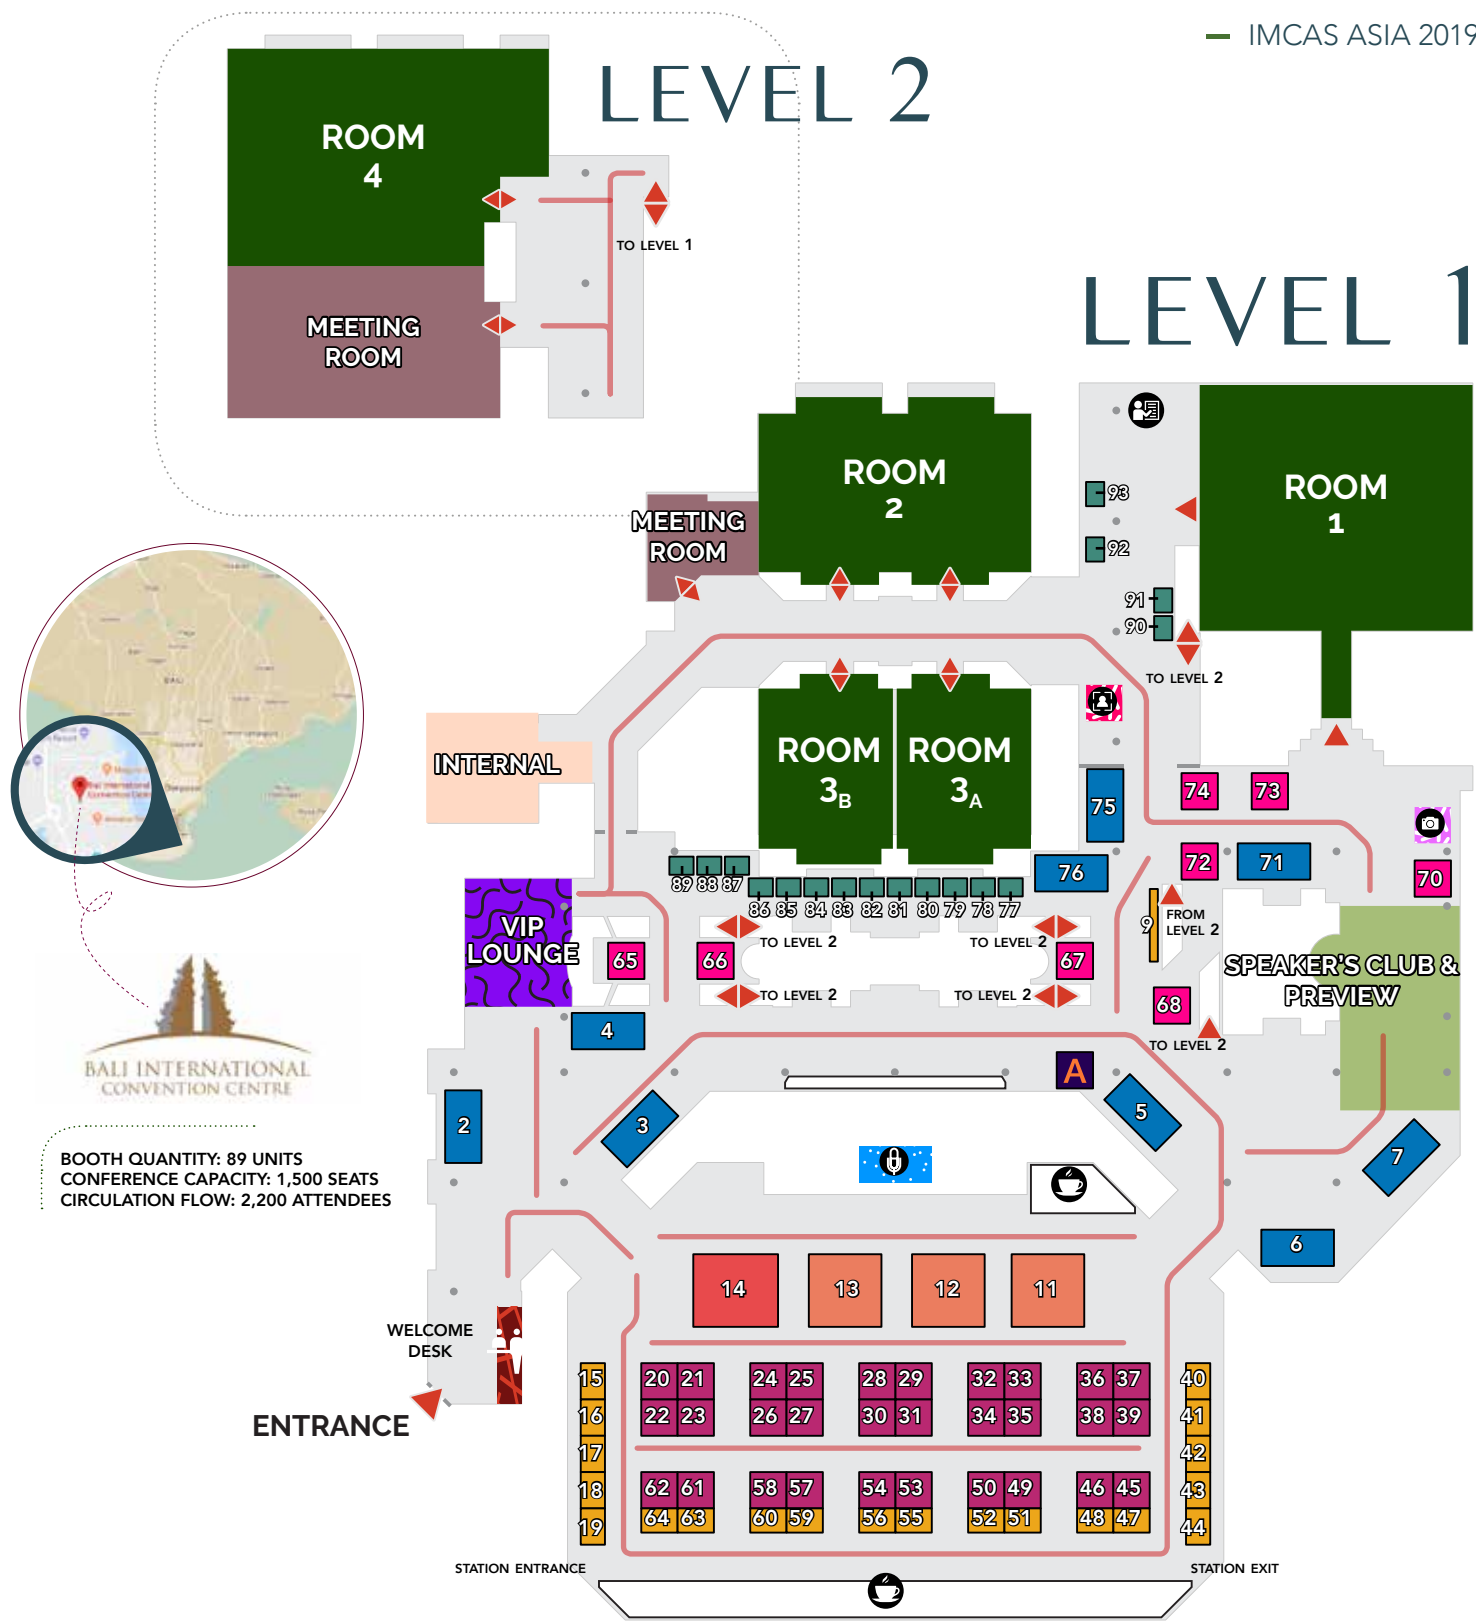 IMCAS ASIA 2019
LEVEL 2
ROOM
4
TO LEVEL 1
MEETING
ROOM
LEVEL 1
ROOM
2
ROOM
1
MEETING
ROOM
93
92
91
90
TO LEVEL 2
INTERNAL
ROOM
3B
ROOM
3A
75
74
73
76
72
71
70
89 88 87
86 85 84 83 82 81 80 79 78 77
VIP
LOUNGE
65
66
TO LEVEL 2
TO LEVEL 2
67
9
FROM
LEVEL 2
TO LEVEL 2
TO LEVEL 2
68
TO LEVEL 2
SPEAKER'S CLUB &
PREVIEW
BALI
4
A
2
3
5
7
6
BALI INTERNATIONAL
CONVENTION CENTRE
BOOTH QUANTITY: 89 UNITS
CONFERENCE CAPACITY: 1,500 SEATS
CIRCULATION FLOW: 2,200 ATTENDEES
14
13
12
11
WELCOME
DESK
ENTRANCE
15
20 21
24 25
28 29
32 33
36 37
40
16
22 23
26 27
30 31
34 35
38 39
41
17
42
18
62 61
58 57
54 53
50 49
46 45
43
19
64 63
60 59
56 55
52 51
48 47
44
STATION ENTRANCE
STATION EXIT